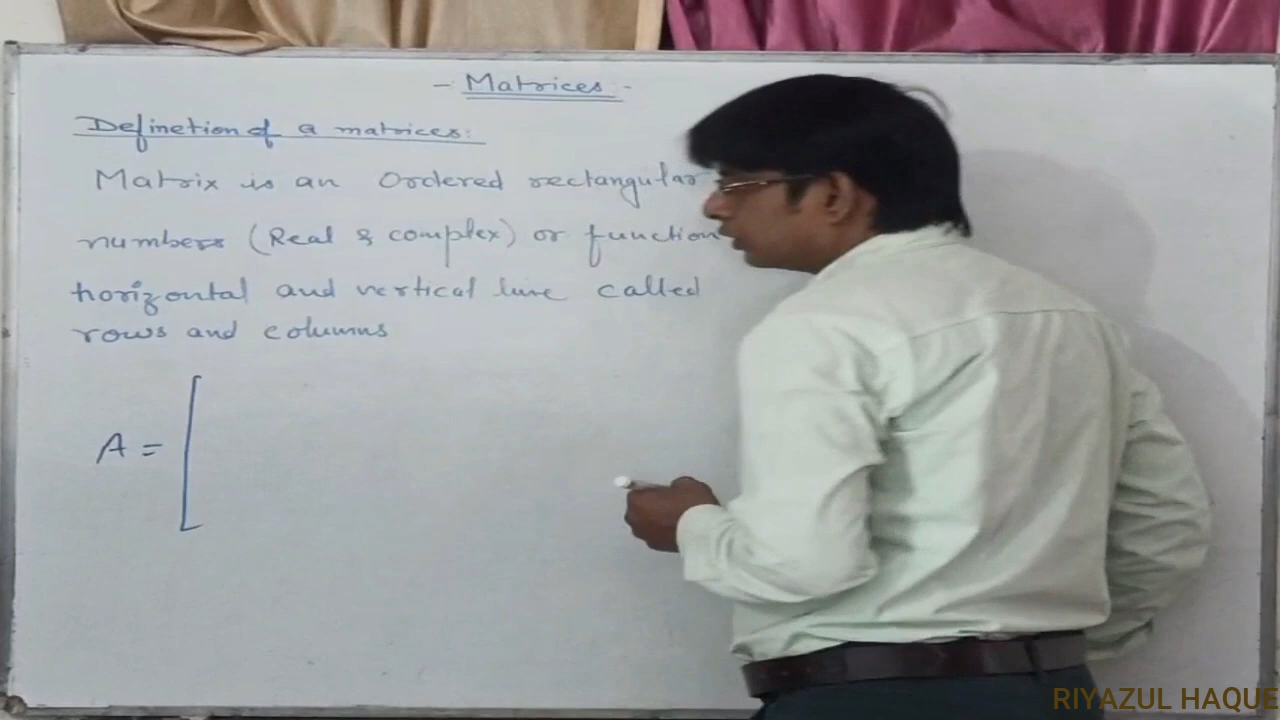 - Matrices -
Definetion of a matrices:
Matrix is an Ordered rectangular
numbers (Real & complex) or function
horizontal and vertical line called
rows and columns
A = [
RIYAZUL HAQUE